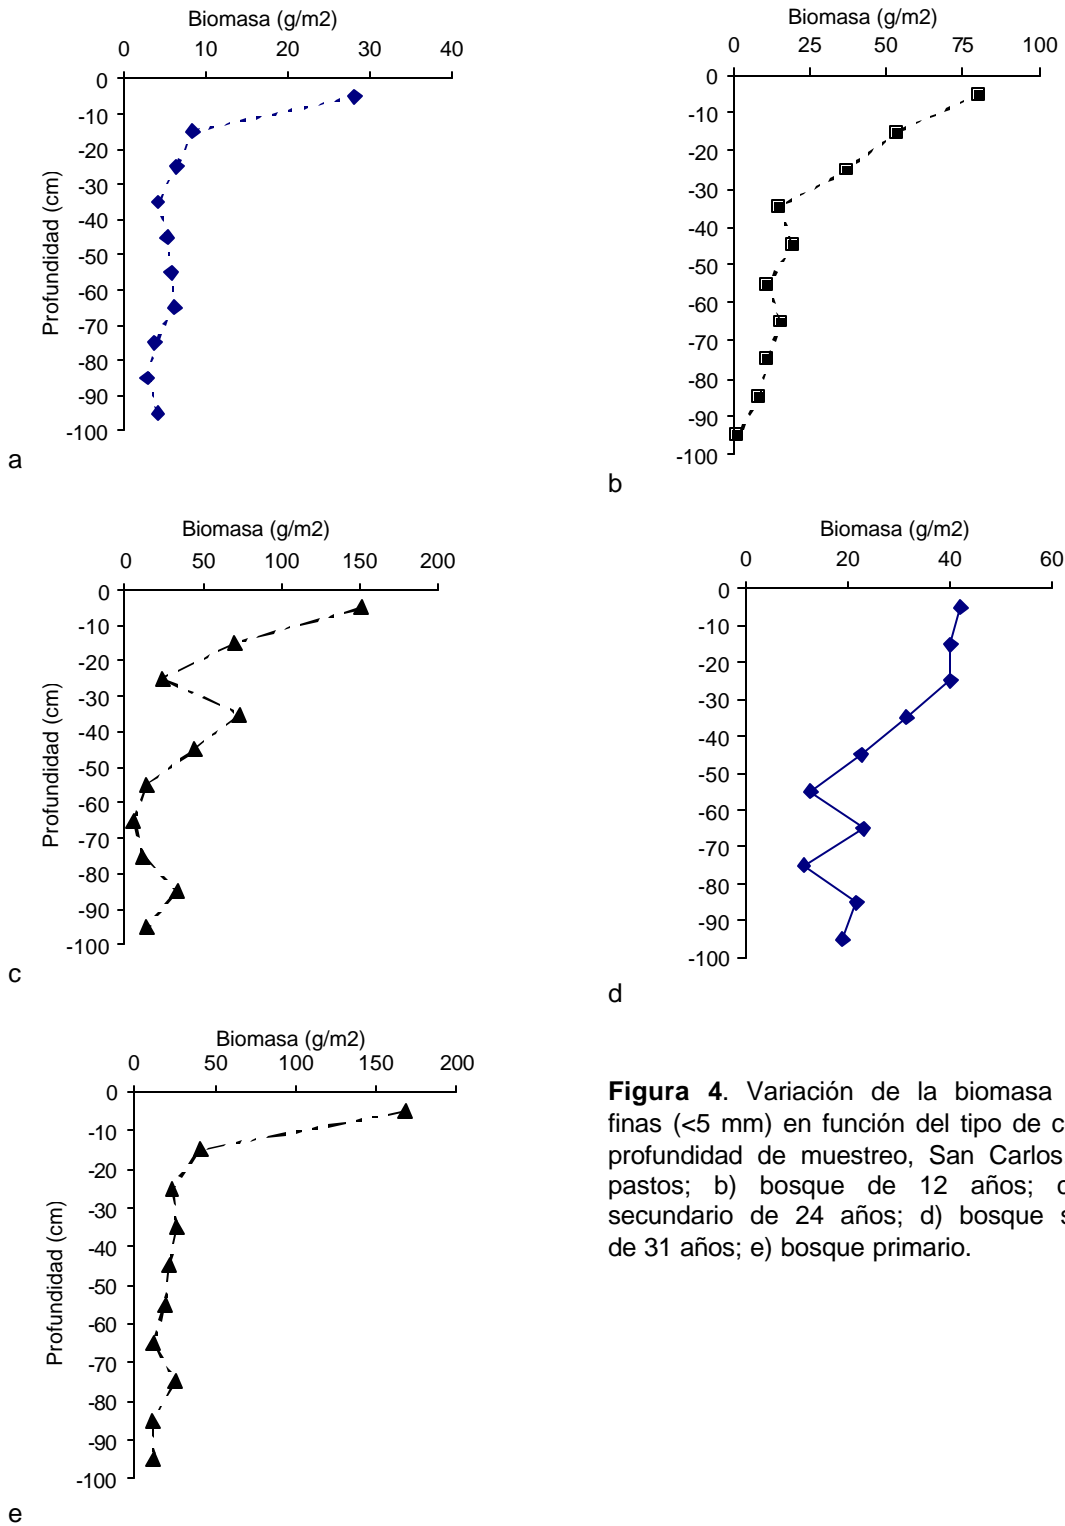 Biomasa (g/m2)
0 10 20 30 40
0
-10
-20
-30
-40
-50
-60
-70
-80
-90
-100
Profundidad (cm)
a
Biomasa (g/m2)
0 25 50 75 100
0
-10
-20
-30
-40
-50
-60
-70
-80
-90
-100
b
Biomasa (g/m2)
0 50 100 150 200
0
-10
-20
-30
-40
-50
-60
-70
-80
-90
-100
Profundidad (cm)
c
Biomasa (g/m2)
0 20 40 60
0
-10
-20
-30
-40
-50
-60
-70
-80
-90
-100
d
Biomasa (g/m2)
0 50 100 150 200
0
-10
-20
-30
-40
-50
-60
-70
-80
-90
-100
Profundidad (cm)
e
Figura 4. Variación de la biomasa
finas (<5 mm) en función del tipo de c
profundidad de muestreo, San Carlos
pastos; b) bosque de 12 años; c
secundario de 24 años; d) bosque s
de 31 años; e) bosque primario.